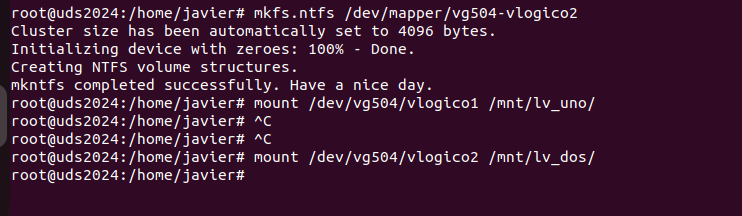 root@uds2024:/home/javier# mkfs.ntfs /dev/mapper/vg504-vlogico2
Cluster size has been automatically set to 4096 bytes.
Initializing device with zeroes: 100% - Done.
Creating NTFS volume structures.
mkntfs completed successfully. Have a nice day.
root@uds2024:/home/javier# mount /dev/vg504/vlogico1 /mnt/lv_uno/
root@uds2024:/home/javier# ^C
root@uds2024:/home/javier# ^C
root@uds2024:/home/javier# mount /dev/vg504/vlogico2 /mnt/lv_dos/
root@uds2024:/home/javier#